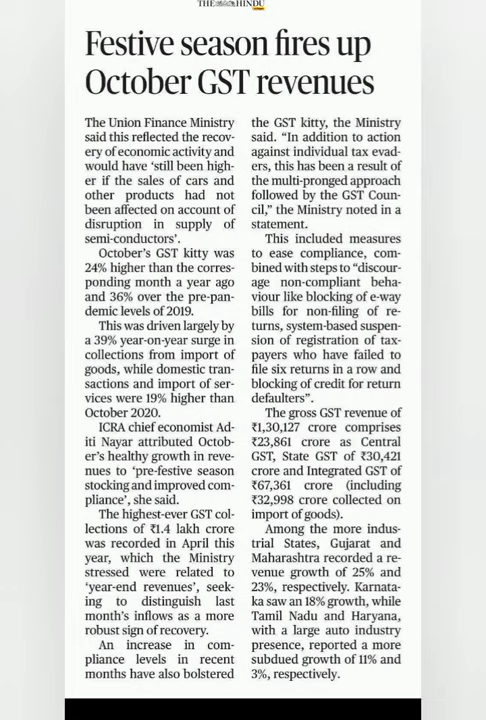 THE HINDU
Festive season fires up
October GST revenues
The Union Finance Ministry
said this reflected the recov-
ery of economic activity and
would have ‘still been high-
er if the sales of cars and
other products had not
been affected on account of
disruption in supply of
semi-conductors’.
October’s GST kitty was
24% higher than the corres-
ponding month a year ago
and 36% over the pre-pan-
demic levels of 2019.
This was driven largely by
a 39% year-on-year surge in
collections from import of
goods, while domestic tran-
sactions and import of ser-
vices were 19% higher than
October 2020.
ICRA chief economist Ad-
iti Nayar attributed Octob-
er’s healthy growth in reve-
nues to ‘pre-festive season
stocking and improved com-
pliance’, she said.
The highest-ever GST col-
lections of ₹1.4 lakh crore
was recorded in April this
year, which the Ministry
stressed were related to
‘year-end revenues’, seek-
ing to distinguish last
month’s inflows as a more
robust sign of recovery.
An increase in com-
pliance levels in recent
months have also bolstered
the GST kitty, the Ministry
said. “In addition to action
against individual tax evad-
ers, this has been a result of
the multi-pronged approach
followed by the GST Coun-
cil,” the Ministry noted in a
statement.
This included measures
to ease compliance, com-
bined with steps to “discour-
age non-compliant beha-
viour like blocking of e-way
bills for non-filing of re-
turns, system-based suspen-
sion of registration of tax-
payers who have failed to
file six returns in a row and
blocking of credit for return
defaulters”.
The gross GST revenue of
₹1,30,127 crore comprises
₹23,861 crore as Central
GST, State GST of ₹30,421
crore and Integrated GST of
₹67,361 crore (including
₹32,998 crore collected on
import of goods).
Among the more indus-
trial States, Gujarat and
Maharashtra recorded a re-
venue growth of 25% and
23%, respectively. Karnata-
ka saw an 18% growth, while
Tamil Nadu and Haryana,
with a large auto industry
presence, reported a more
subdued growth of 11% and
3%, respectively.